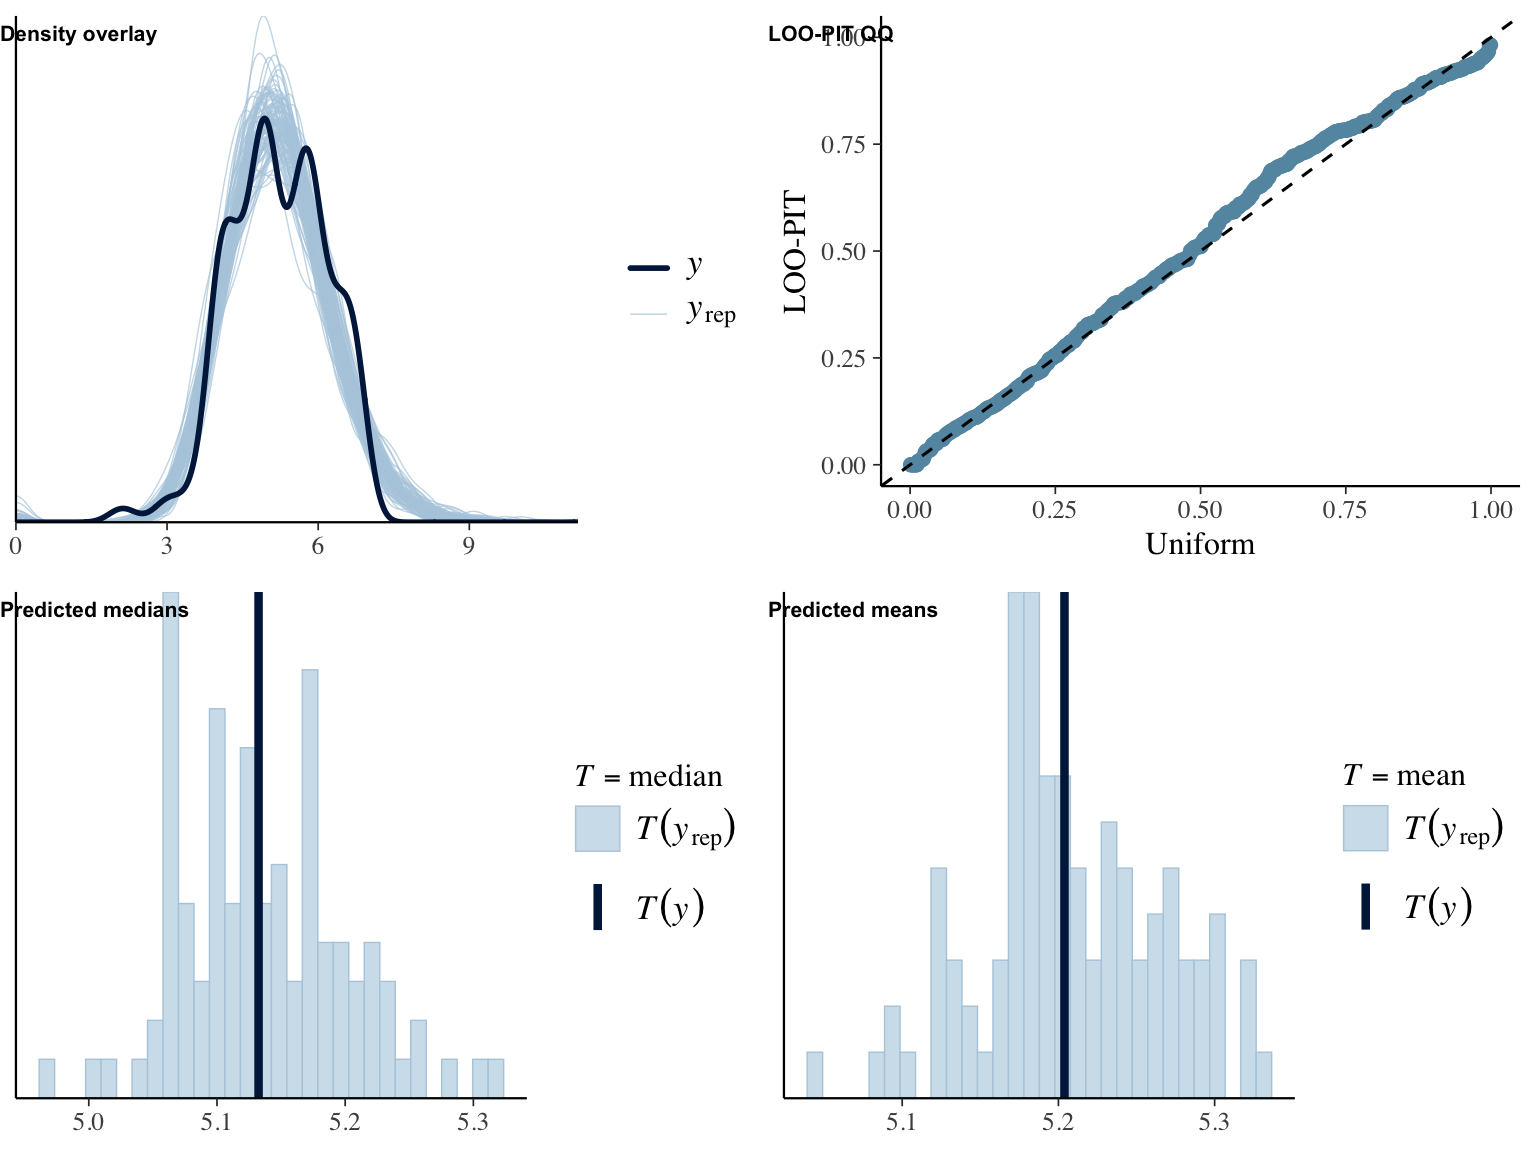 Density overlay
y
y rep
0 3 6 9
LOO-PIT QQ
1.00
0.75
0.50
0.25
0.00
LOO-PIT
0.00 0.25 0.50 0.75 1.00
Uniform
Predicted medians
T = median
T(y rep)
T(y)
5.0 5.1 5.2 5.3
Predicted means
T = mean
T(y rep)
T(y)
5.1 5.2 5.3